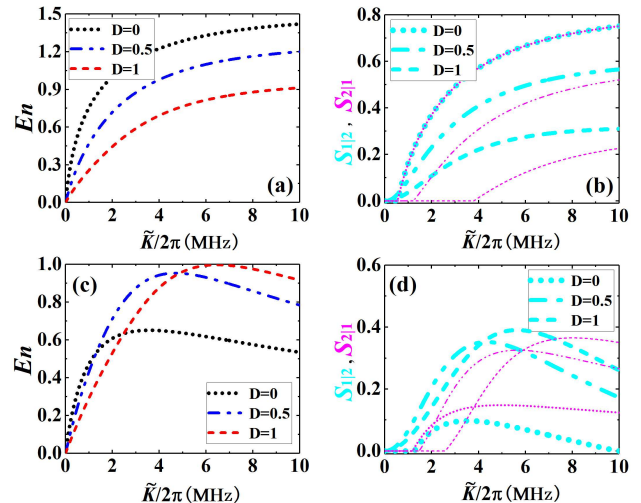 (a)
1.5
1.2
0.9
0.6
0.3
0.0
En
D=0
D=0.5
D=1
0 2 4 6 8 10
K̃/2π(MHz)
(b)
0.8
0.6
0.4
0.2
0.0
S1|2 , S2|1
D=0
D=0.5
D=1
0 2 4 6 8 10
K̃/2π(MHz)
(c)
1.0
0.8
0.6
0.4
0.2
0.0
En
D=0
D=0.5
D=1
0 2 4 6 8 10
K̃/2π(MHz)
(d)
0.6
0.4
0.2
0.0
S1|2 , S2|1
D=0
D=0.5
D=1
0 2 4 6 8 10
K̃/2π(MHz)